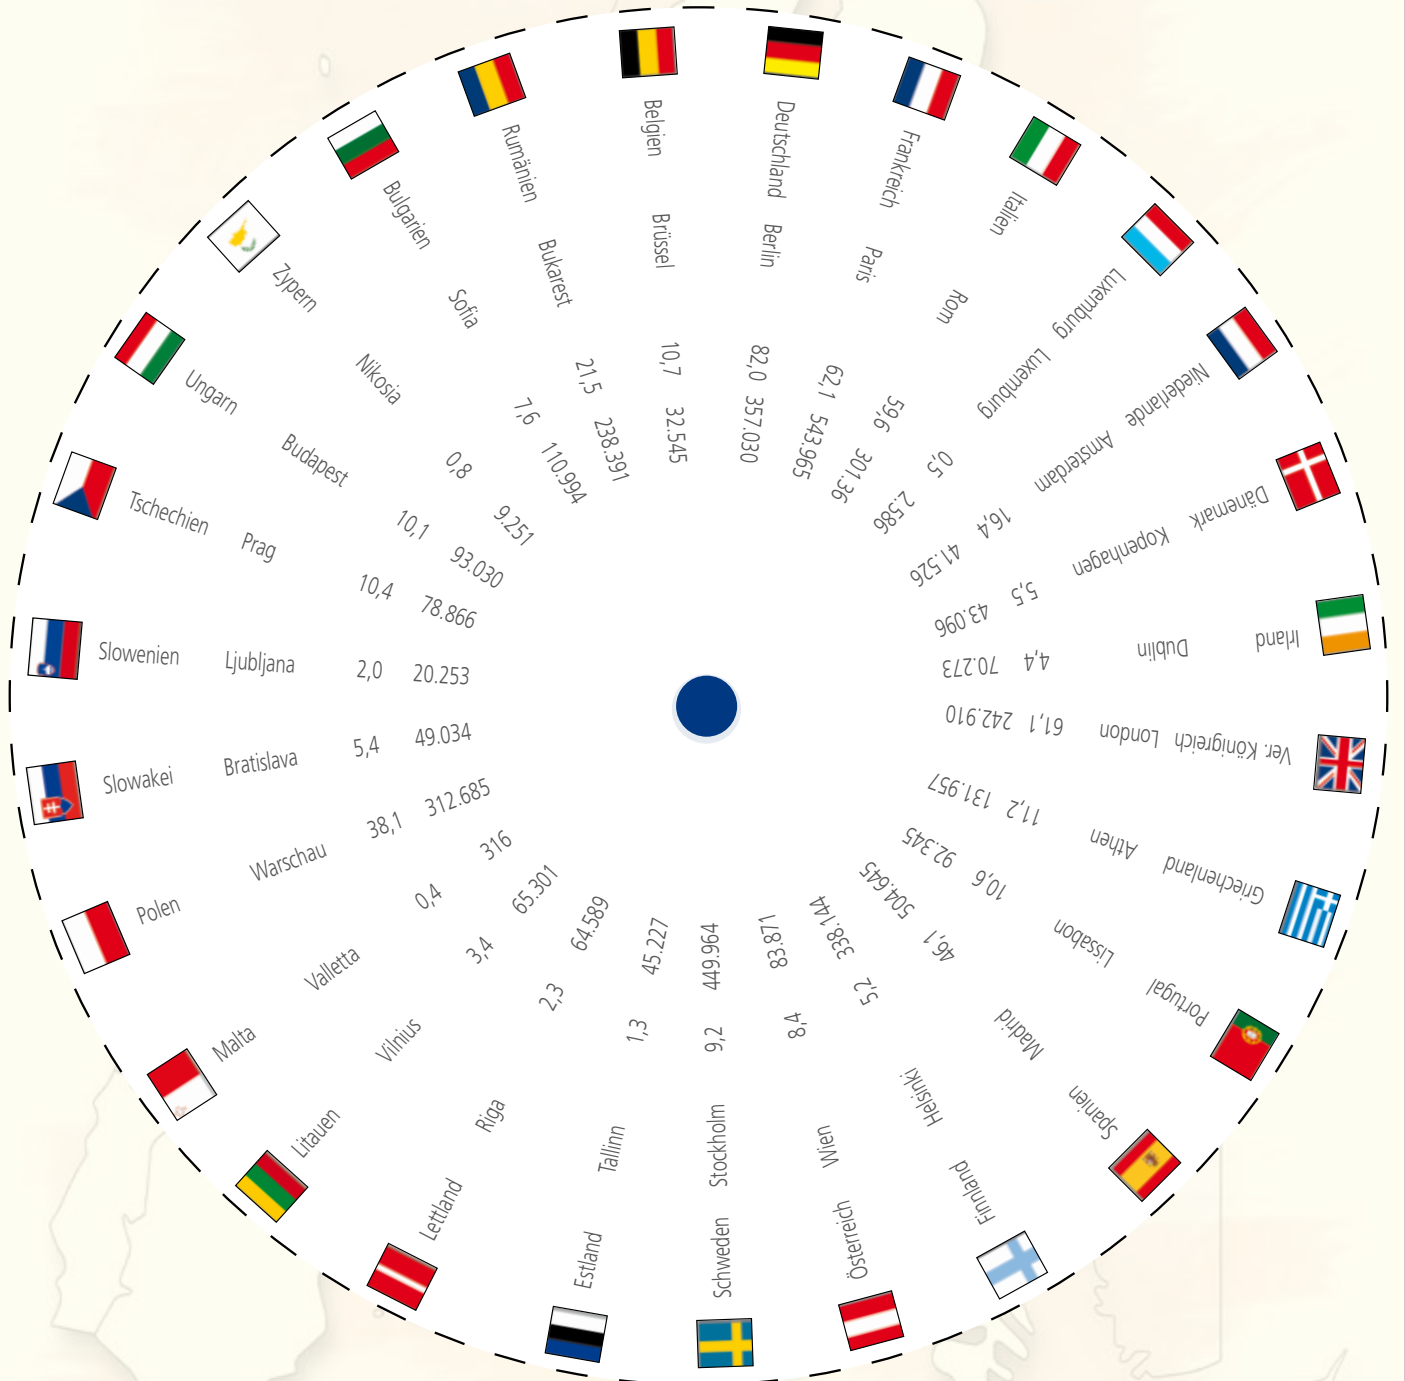 Belgien Brüssel 10,7 32.545
Deutschland Berlin 82,0 357.030
Frankreich Paris 62,1 543.965
Italien Rom 59,6 301.36
Luxemburg Luxemburg 0,5 2.586
Niederlande Amsterdam 16,4 41.526
Dänemark Kopenhagen 5,5 43.096
Irland Dublin 4,4 70.273
Ver. Königreich London 61,1 242.910
Griechenland Athen 11,2 131.957
Portugal Lissabon 10,6 92.345
Spanien Madrid 46,1 504.645
Finnland Helsinki 5,2 338.144
Österreich Wien 8,4 83.871
Schweden Stockholm 9,2 449.964
Estland Tallinn 1,3 45.227
Lettland Riga 2,3 64.589
Litauen Vilnius 3,4 65.301
Malta Valletta 0,4 316
Polen Warschau 38,1 312.685
Slowakei Bratislava 5,4 49.034
Slowenien Ljubljana 2,0 20.253
Tschechien Prag 10,4 78.866
Ungarn Budapest 10,1 93.030
Zypern Nikosia 0,8 9.251
Bulgarien Sofia 7,6 110.994
Rumänien Bukarest 21,5 238.391